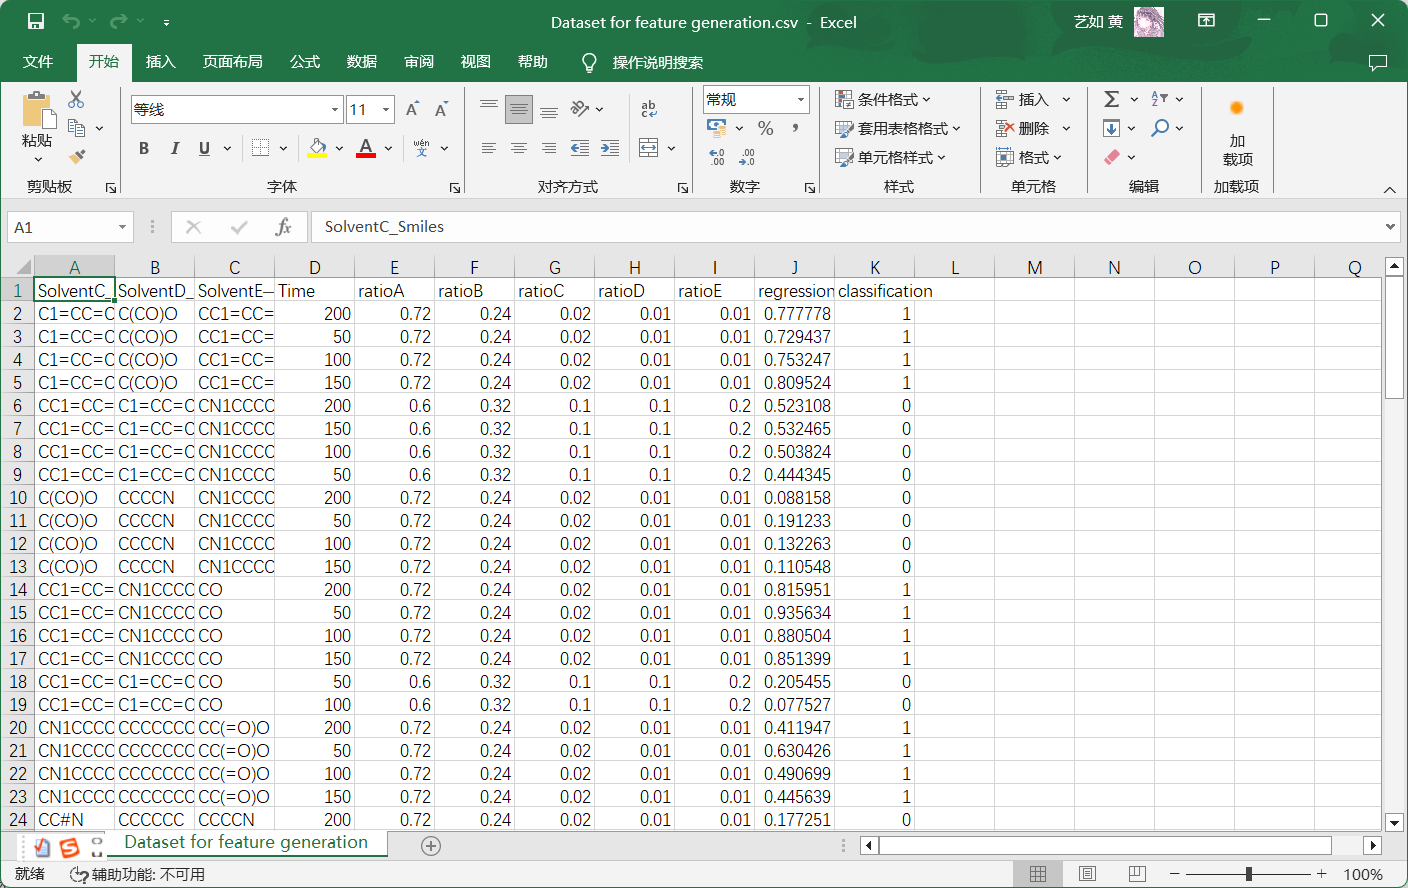 Dataset for feature generation.csv - Excel
艺如 黄
文件 开始 插入 页面布局 公式 数据 审阅 视图 帮助 操作说明搜索
粘贴
剪贴板
等线 11
B I U wén 文
字体
ab c
对齐方式
常规
% ,
←0 .00 .00 →.0
数字
条件格式
套用表格格式
单元格样式
样式
插入
删除
格式
单元格
Σ A Z
编辑
加
载项
加载项
A1 fx SolventC_Smiles
A B C D E F G H I J K L M N O P Q
1 SolventC_ SolventD_ SolventE_ Time ratioA ratioB ratioC ratioD ratioE regression classification
2 C1=CC=C C(CO)O CC1=CC= 200 0.72 0.24 0.02 0.01 0.01 0.777778 1
3 C1=CC=C C(CO)O CC1=CC= 50 0.72 0.24 0.02 0.01 0.01 0.729437 1
4 C1=CC=C C(CO)O CC1=CC= 100 0.72 0.24 0.02 0.01 0.01 0.753247 1
5 C1=CC=C C(CO)O CC1=CC= 150 0.72 0.24 0.02 0.01 0.01 0.809524 1
6 CC1=CC= C1=CC=C CN1CCCC 200 0.6 0.32 0.1 0.1 0.2 0.523108 0
7 CC1=CC= C1=CC=C CN1CCCC 150 0.6 0.32 0.1 0.1 0.2 0.532465 0
8 CC1=CC= C1=CC=C CN1CCCC 100 0.6 0.32 0.1 0.1 0.2 0.503824 0
9 CC1=CC= C1=CC=C CN1CCCC 50 0.6 0.32 0.1 0.1 0.2 0.444345 0
10 C(CO)O CCCCN CN1CCCC 200 0.72 0.24 0.02 0.01 0.01 0.088158 0
11 C(CO)O CCCCN CN1CCCC 50 0.72 0.24 0.02 0.01 0.01 0.191233 0
12 C(CO)O CCCCN CN1CCCC 100 0.72 0.24 0.02 0.01 0.01 0.132263 0
13 C(CO)O CCCCN CN1CCCC 150 0.72 0.24 0.02 0.01 0.01 0.110548 0
14 CC1=CC= CN1CCCC CO 200 0.72 0.24 0.02 0.01 0.01 0.815951 1
15 CC1=CC= CN1CCCC CO 50 0.72 0.24 0.02 0.01 0.01 0.935634 1
16 CC1=CC= CN1CCCC CO 100 0.72 0.24 0.02 0.01 0.01 0.880504 1
17 CC1=CC= CN1CCCC CO 150 0.72 0.24 0.02 0.01 0.01 0.851399 1
18 CC1=CC= C1=CC=C CO 50 0.6 0.32 0.1 0.1 0.2 0.205455 0
19 CC1=CC= C1=CC=C CO 100 0.6 0.32 0.1 0.1 0.2 0.077527 0
20 CN1CCCC CCCCCCC CC(=O)O 200 0.72 0.24 0.02 0.01 0.01 0.411947 1
21 CN1CCCC CCCCCCC CC(=O)O 50 0.72 0.24 0.02 0.01 0.01 0.630426 1
22 CN1CCCC CCCCCCC CC(=O)O 100 0.72 0.24 0.02 0.01 0.01 0.490699 1
23 CN1CCCC CCCCCCC CC(=O)O 150 0.72 0.24 0.02 0.01 0.01 0.445639 1
24 CC#N CCCCCC CCCCN 200 0.72 0.24 0.02 0.01 0.01 0.177251 0
Dataset for feature generation
就绪 辅助功能: 不可用 100%